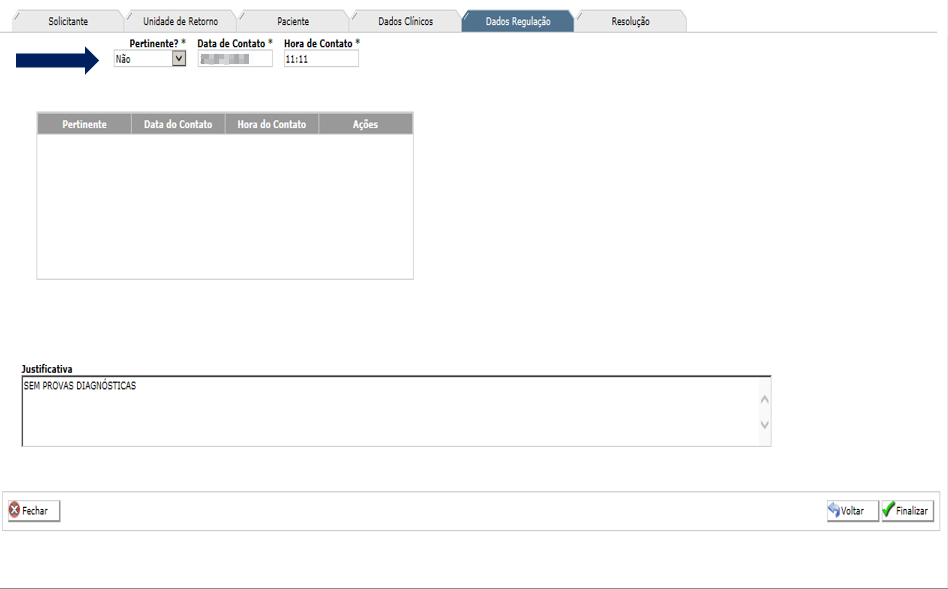 Solicitante Unidade de Retorno Paciente Dados Clínicos Dados Regulação Resolução
Pertinente? * Data de Contato * Hora de Contato *
Não 11:11
Pertinente Data do Contato Hora do Contato Ações
Justificativa
SEM PROVAS DIAGNÓSTICAS
Fechar Voltar Finalizar